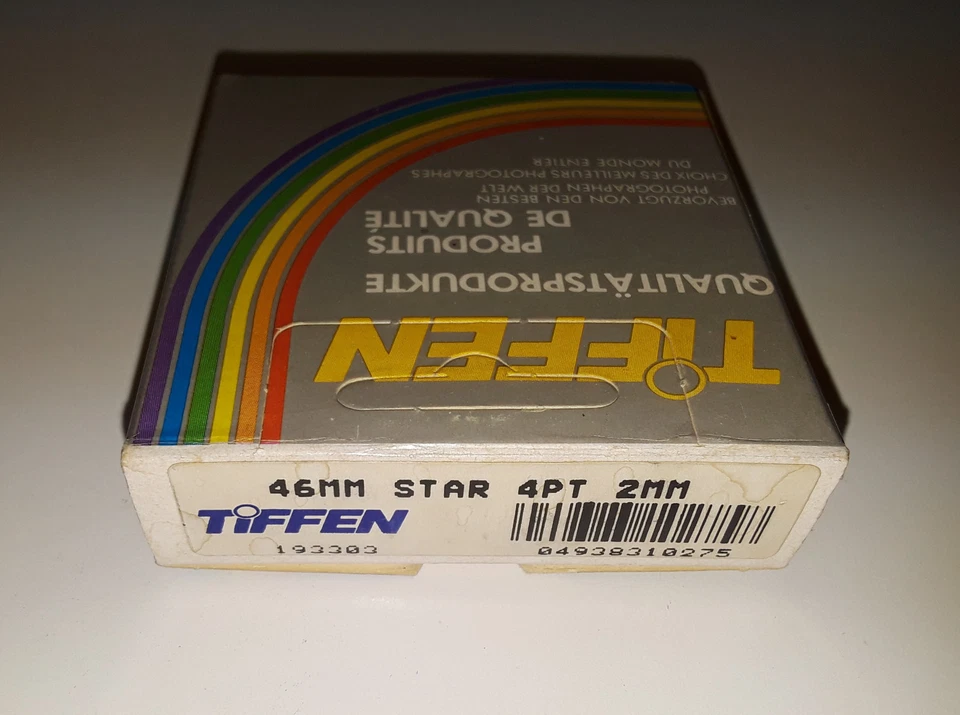 TIFFEN
QUALITÄTSPRODUKTE
PRODUITS
DE QUALITÉ
BEVORZUGT VON DEN BESTEN
PHOTOGRAPHEN DER WELT
CHOIX DES MEILLEURS PHOTOGRAPHES
DU MONDE ENTIER
46MM STAR 4PT 2MM
TIFFEN
193303
04938310275